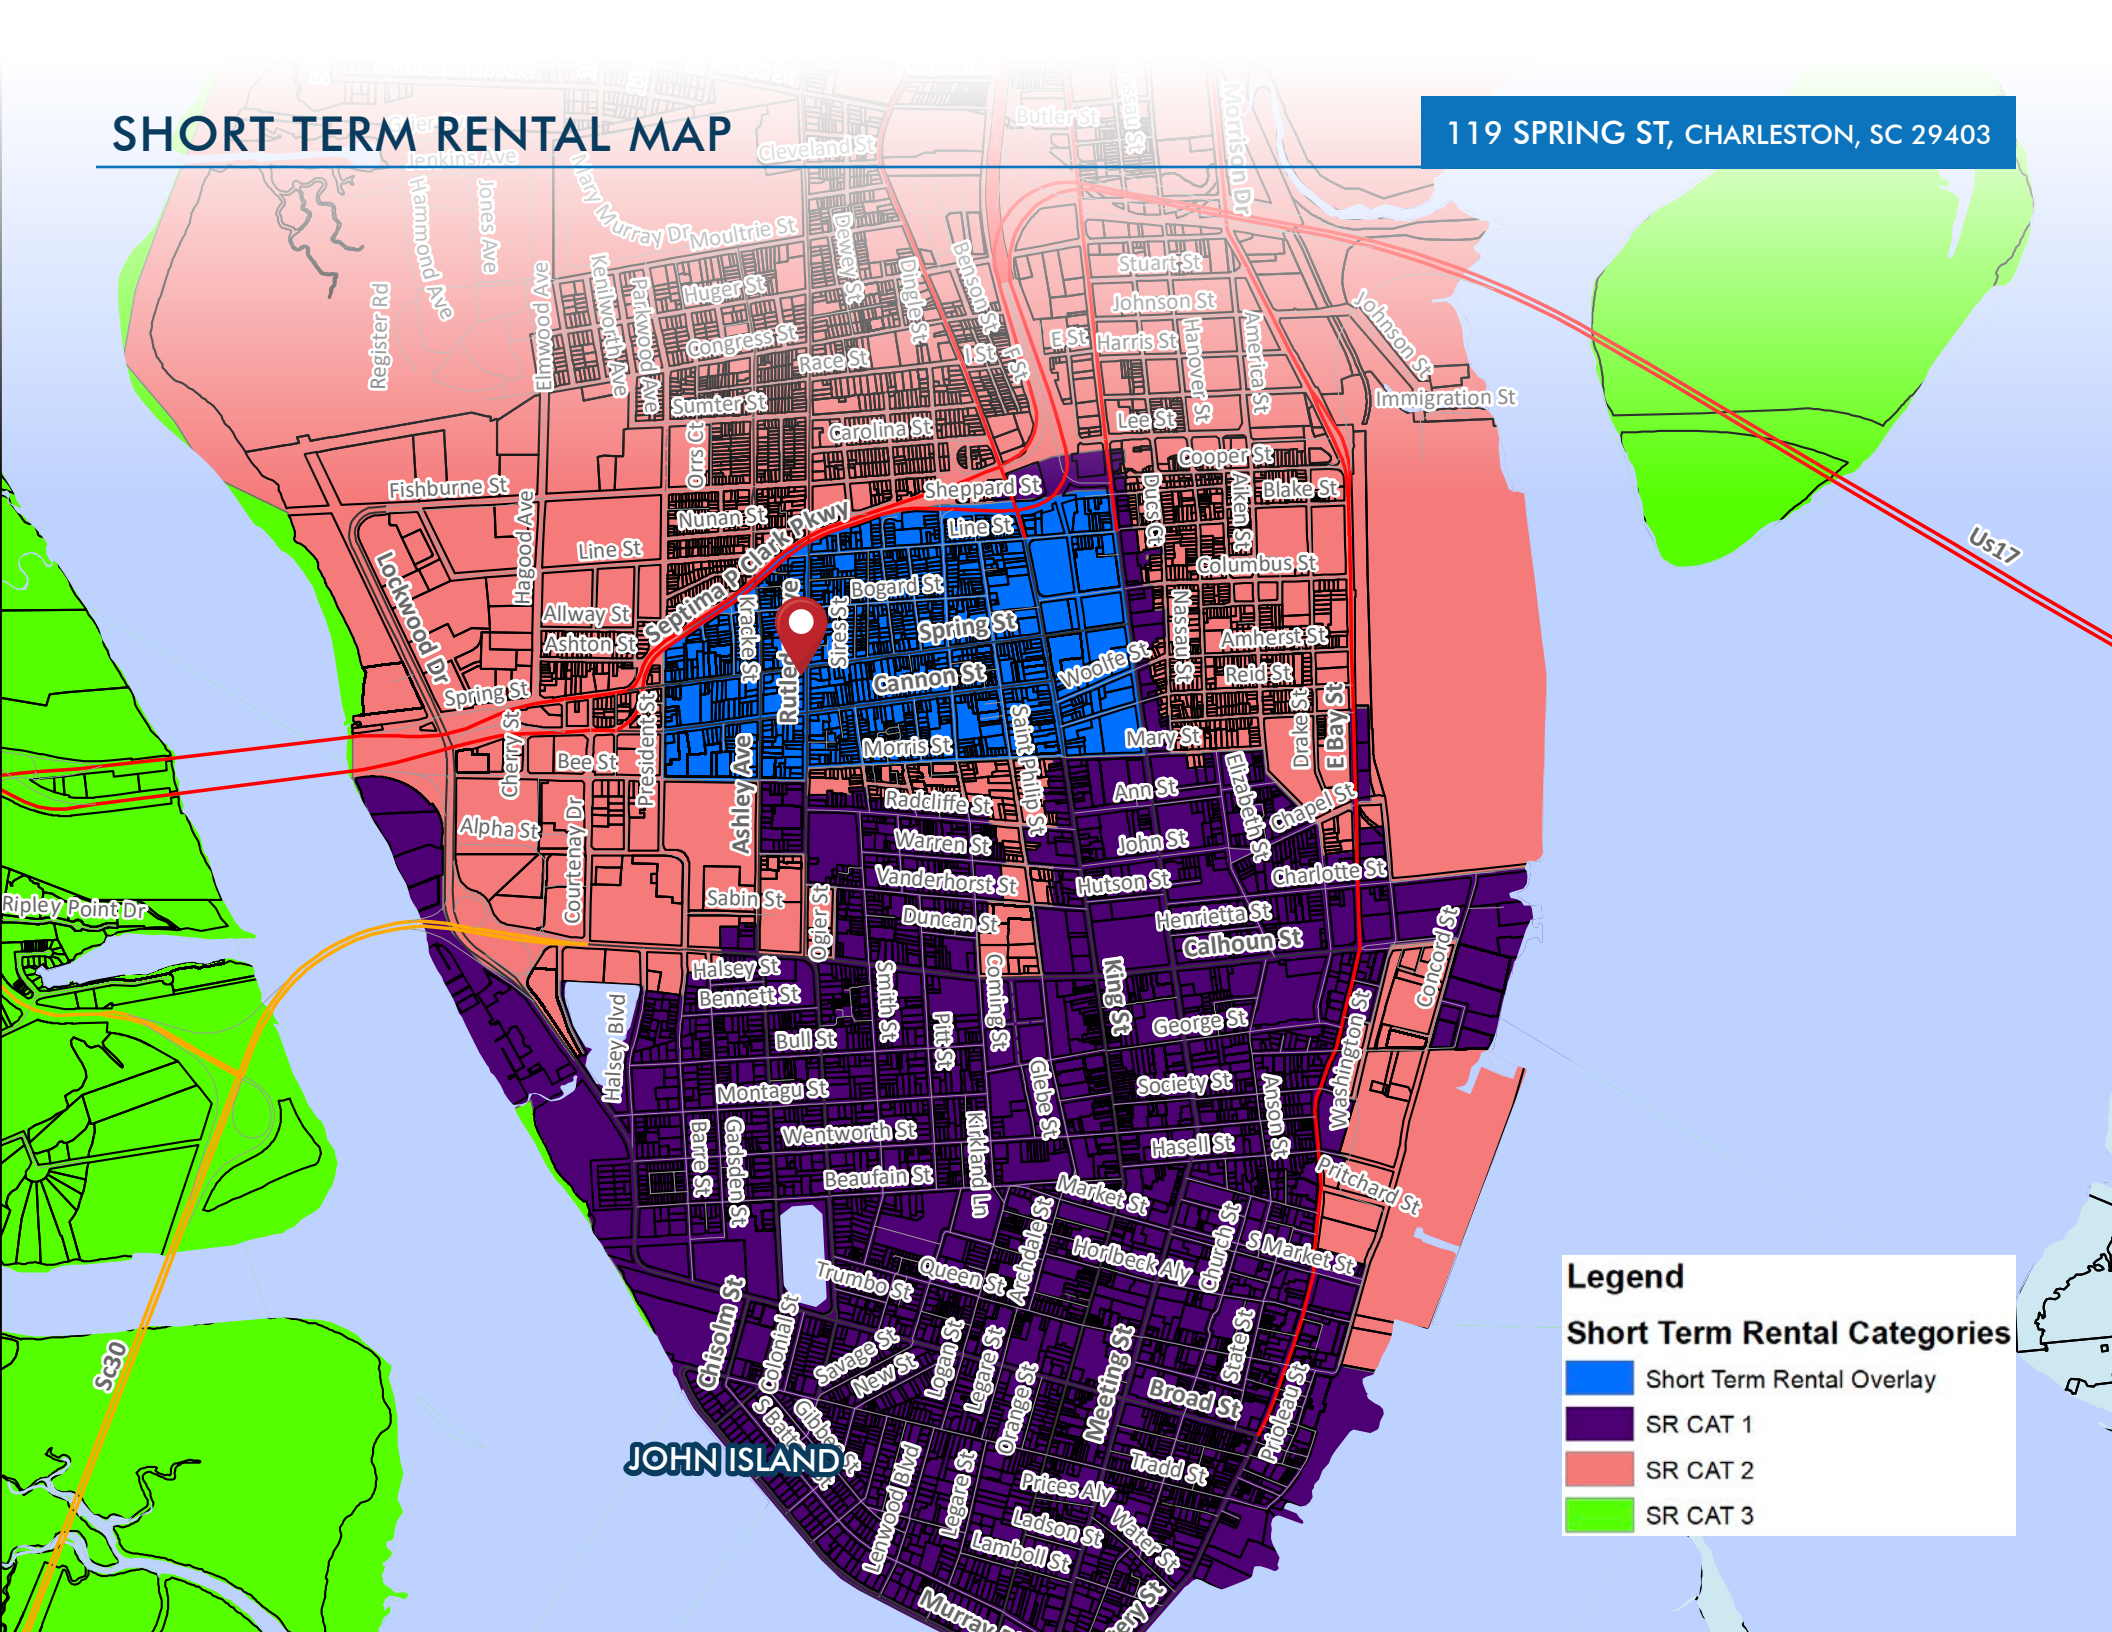 SHORT TERM RENTAL MAP
119 SPRING ST, CHARLESTON, SC 29403
Butler St
Nassau St
Morrison Dr
Cleveland St
Jenkins Ave
Hammond Ave
Jones Ave
Mary Murray Dr
Moultrie St
Dewey St
Dingle St
Benson St
Stuart St
Huger St
Johnson St
Johnson St
Register Rd
Elmwood Ave
Kenilworth Ave
Parkwood Ave
Congress St
Race St
I St
F St
E St
Harris St
Hanover St
America St
Immigration St
Sumter St
Carolina St
Lee St
Orrs Ct
Cooper St
Fishburne St
Sheppard St
Blake St
Aiken St
Ducs Ct
Hagood Ave
Nunan St
Line St
Line St
Septima P Clark Pkwy
Us17
Lockwood Dr
Columbus St
Bogard St
Allway St
Ashton St
Kracke St
Sires St
Spring St
Nassau St
Amherst St
Woolfe St
Reid St
Cannon St
Spring St
Cherry St
President St
Saint Philip St
Drake St
E Bay St
Morris St
Mary St
Bee St
Ashley Ave
Ann St
Elizabeth St
Chapel St
Radcliffe St
Alpha St
Courtenay Dr
Warren St
John St
Vanderhorst St
Hutson St
Charlotte St
Sabin St
Ogier St
Ripley Point Dr
Duncan St
Henrietta St
Calhoun St
Concord St
Halsey St
Bennett St
Smith St
Coming St
King St
Halsey Blvd
Bull St
Pitt St
George St
Washington St
Montagu St
Glebe St
Society St
Anson St
Barre St
Gadsden St
Wentworth St
Kirkland Ln
Hasell St
Beaufain St
Market St
Pritchard St
Archdale St
Church St
Horlbeck Aly
S Market St
Trumbo St
Queen St
Legend
Short Term Rental Categories
Short Term Rental Overlay
SR CAT 1
SR CAT 2
SR CAT 3
Sc30
Chisolm St
Colonial St
Savage St
New St
Logan St
Legare St
Orange St
Meeting St
State St
Broad St
Prioleau St
JOHN ISLAND
Lenwood Blvd
Legare St
Prices Aly
Tradd St
Ladson St
Water St
Lamboll St
Murray